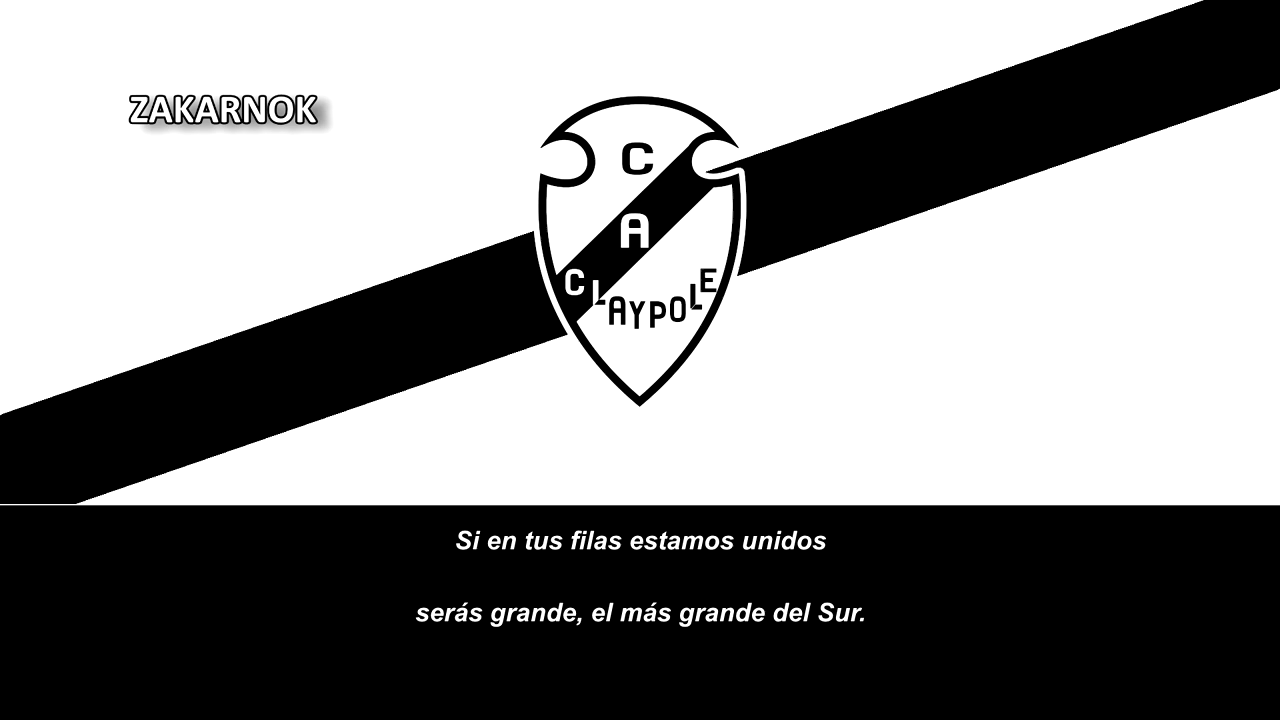 ZAKARNOK
C
A
CLAYPOLE
Si en tus filas estamos unidos
serás grande, el más grande del Sur.